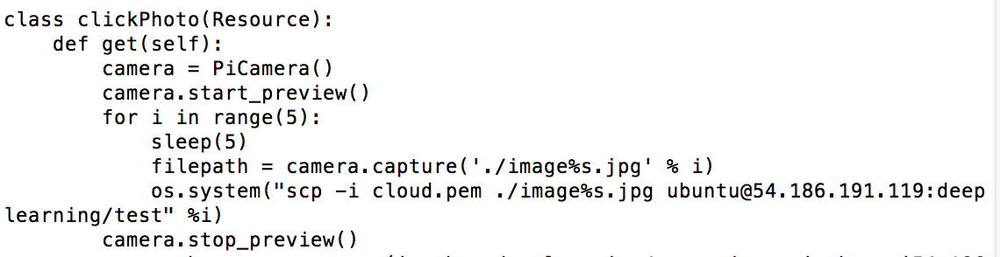 class clickPhoto(Resource):
    def get(self):
        camera = PiCamera()
        camera.start_preview()
        for i in range(5):
            sleep(5)
            filepath = camera.capture('./image%s.jpg' % i)
            os.system("scp -i cloud.pem ./image%s.jpg ubuntu@54.186.191.119:deep
learning/test" %i)
        camera.stop_preview()